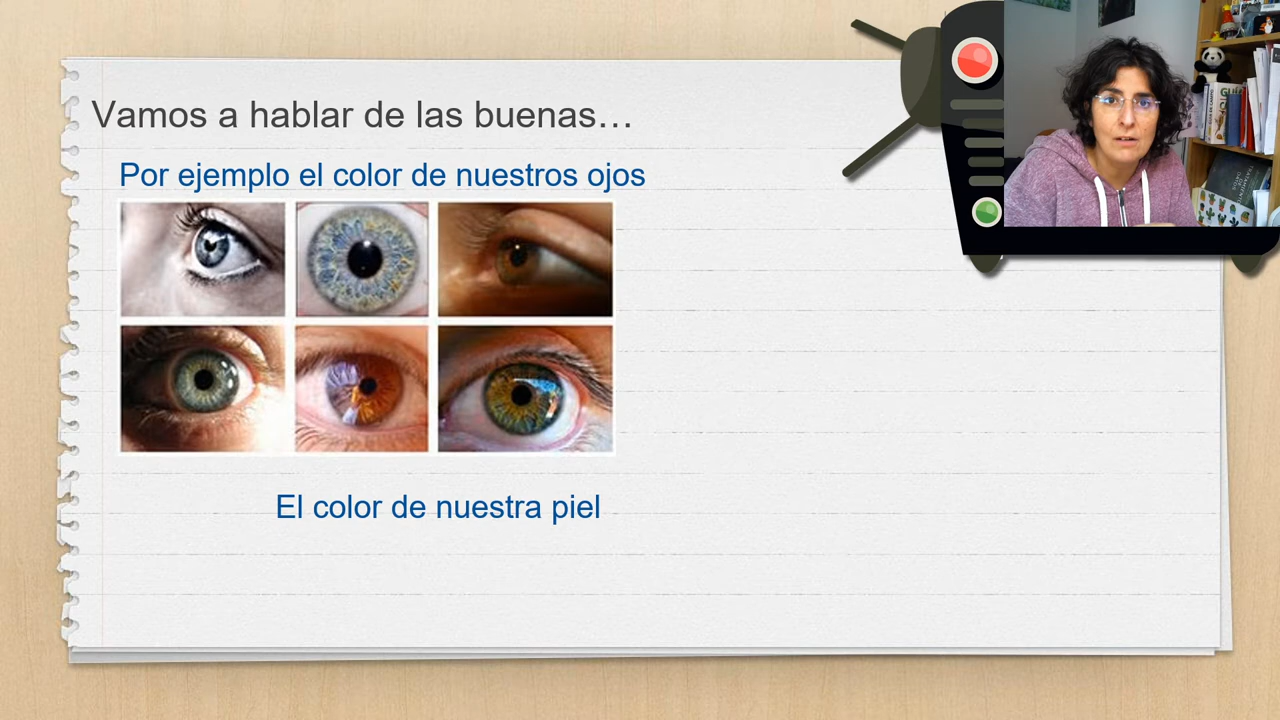 Vamos a hablar de las buenas…
Por ejemplo el color de nuestros ojos
El color de nuestra piel